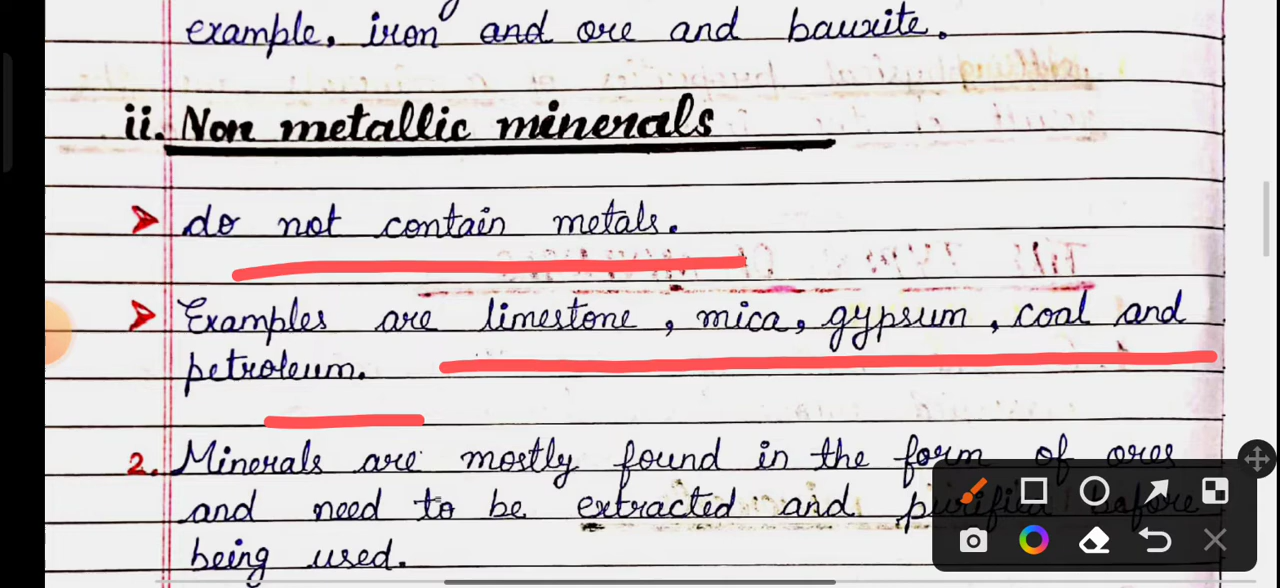 example, iron and ore and bauxite.
ii. Non metallic minerals
do not contain metals.
Examples are limestone, mica, gypsum, coal and
petroleum.
2. Minerals are mostly found in the form of ores
and need to be extracted and purified before
being used.